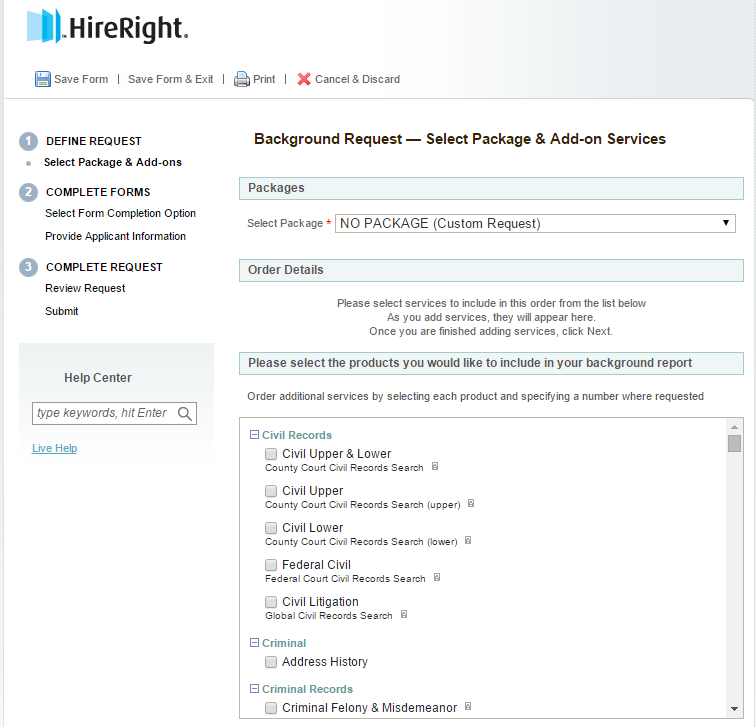 HireRight.
Save Form | Save Form & Exit | Print | Cancel & Discard
1 DEFINE REQUEST
Select Package & Add-ons
2 COMPLETE FORMS
Select Form Completion Option
Provide Applicant Information
3 COMPLETE REQUEST
Review Request
Submit
Help Center
type keywords, hit Enter
Live Help
Background Request — Select Package & Add-on Services
Packages
Select Package * NO PACKAGE (Custom Request)
Order Details
Please select services to include in this order from the list below
As you add services, they will appear here.
Once you are finished adding services, click Next.
Please select the products you would like to include in your background report
Order additional services by selecting each product and specifying a number where requested
Civil Records
Civil Upper & Lower
County Court Civil Records Search
Civil Upper
County Court Civil Records Search (upper)
Civil Lower
County Court Civil Records Search (lower)
Federal Civil
Federal Court Civil Records Search
Civil Litigation
Global Civil Records Search
Criminal
Address History
Criminal Records
Criminal Felony & Misdemeanor